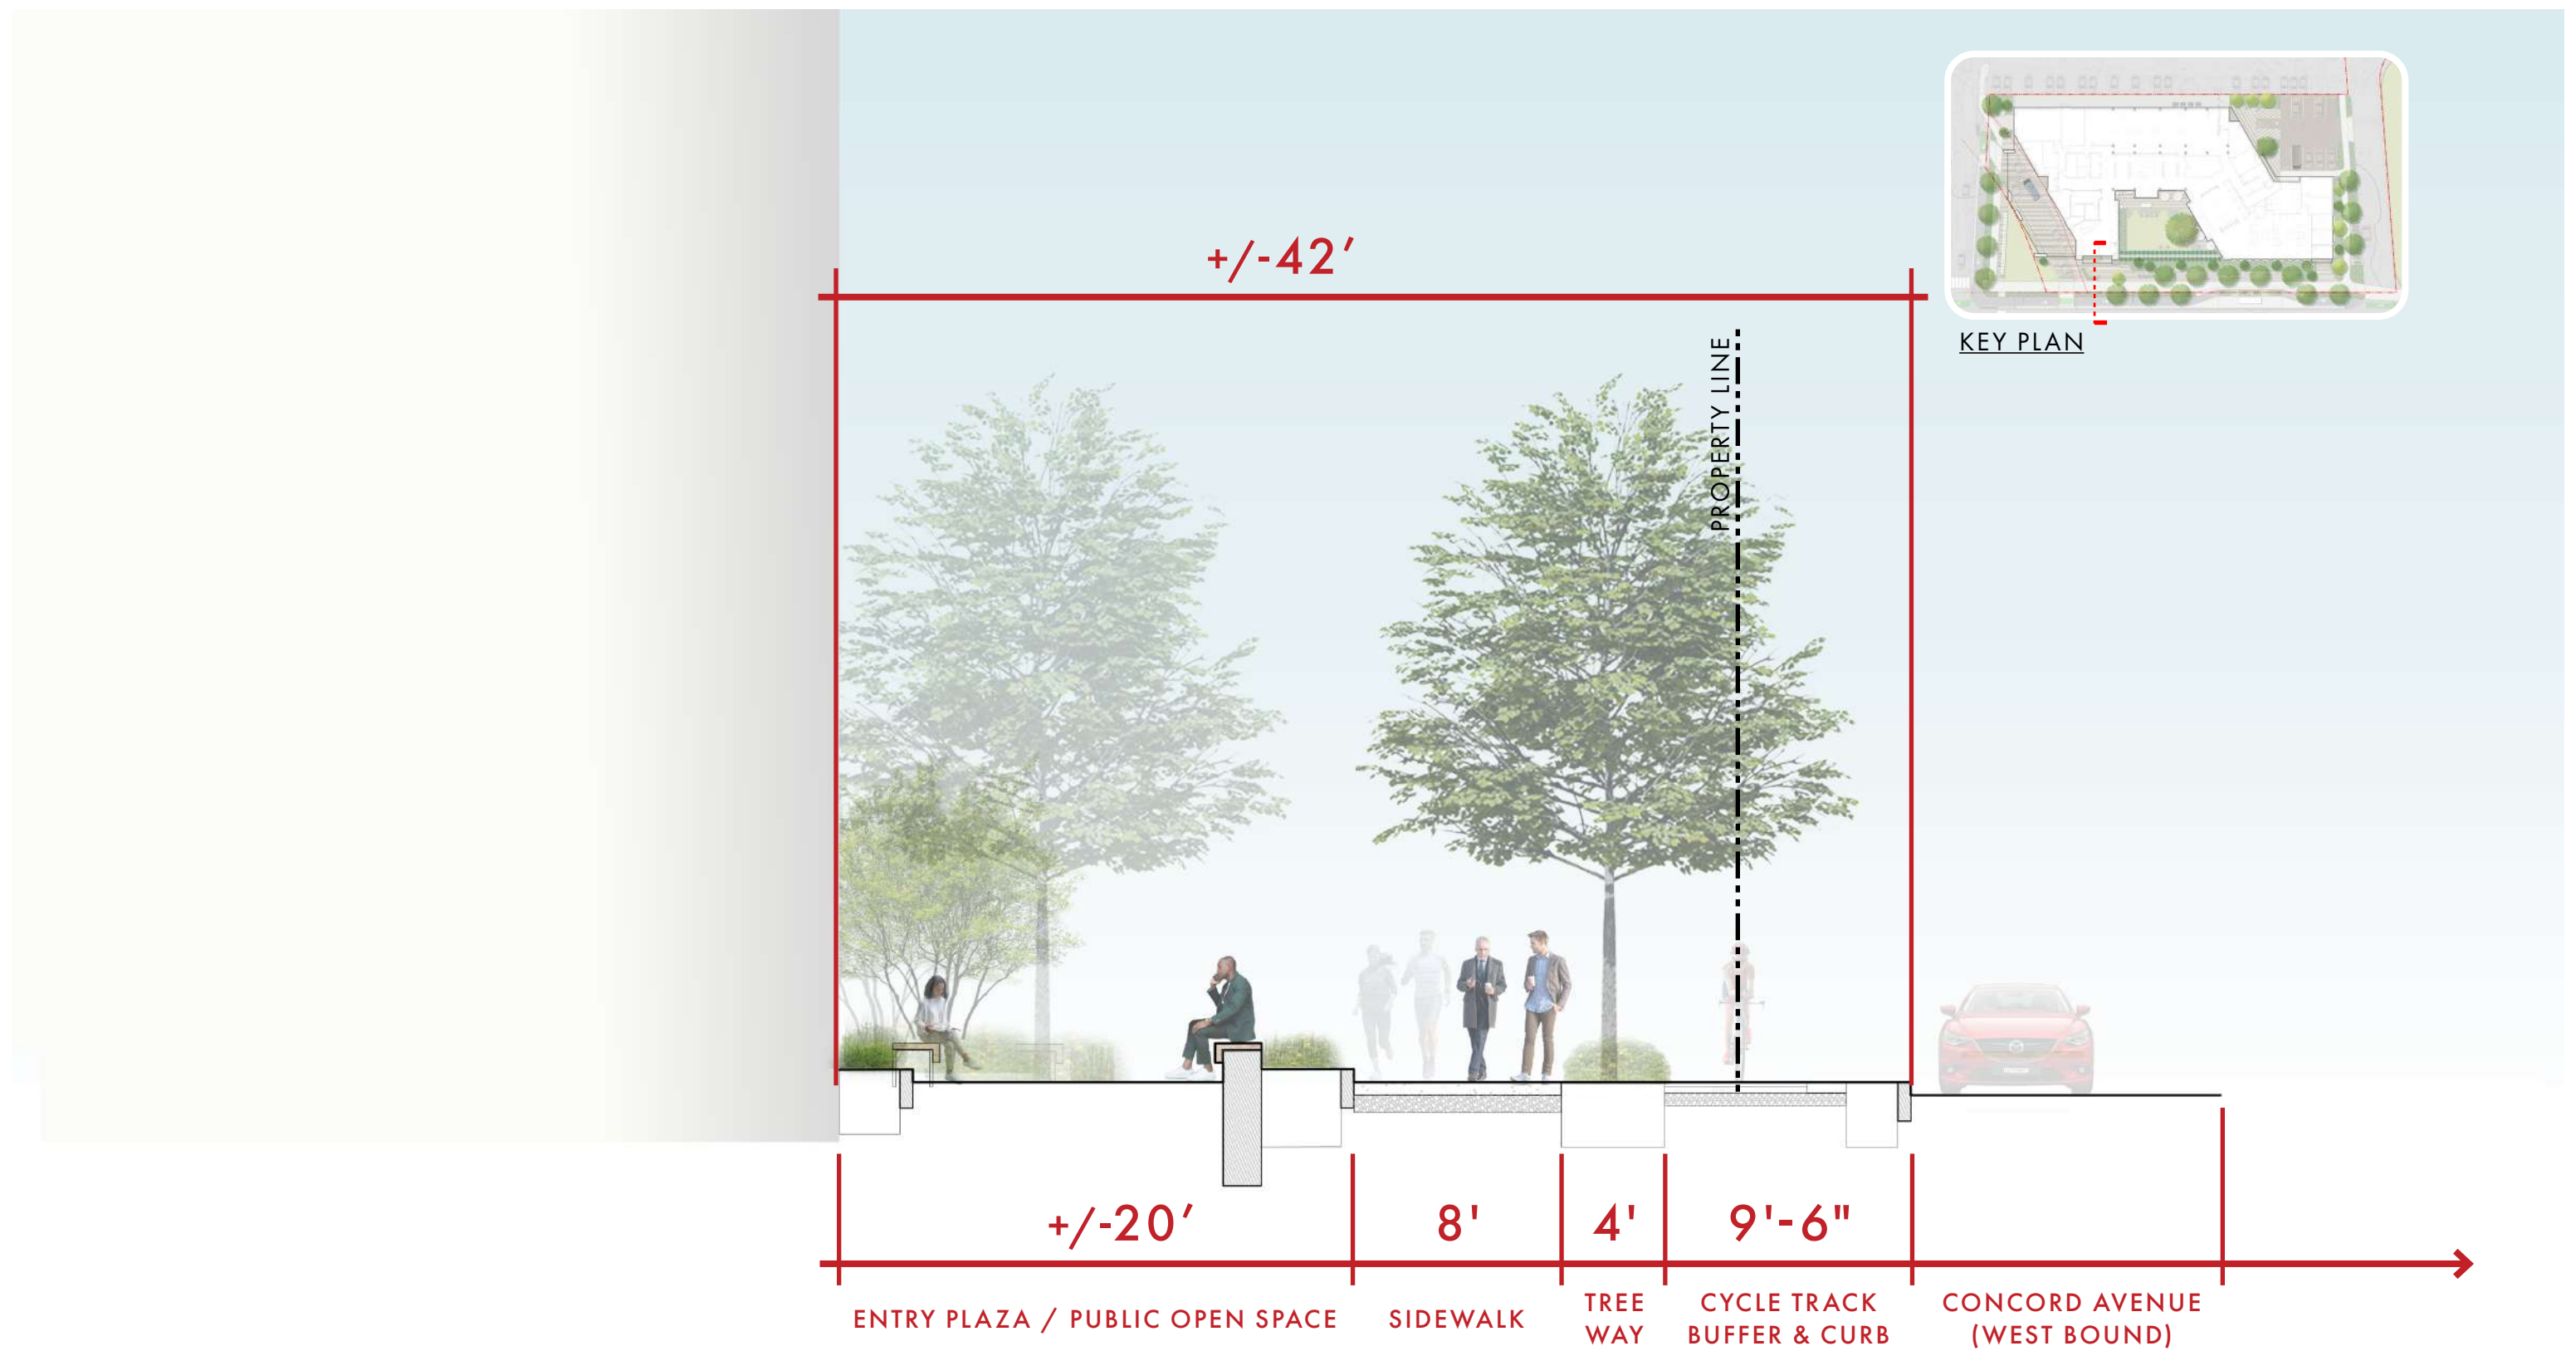 +/-42′
KEY PLAN
PROPERTY LINE
+/-20′
8'
4'
9'-6"
ENTRY PLAZA / PUBLIC OPEN SPACE
SIDEWALK
TREE
WAY
CYCLE TRACK
BUFFER & CURB
CONCORD AVENUE
(WEST BOUND)